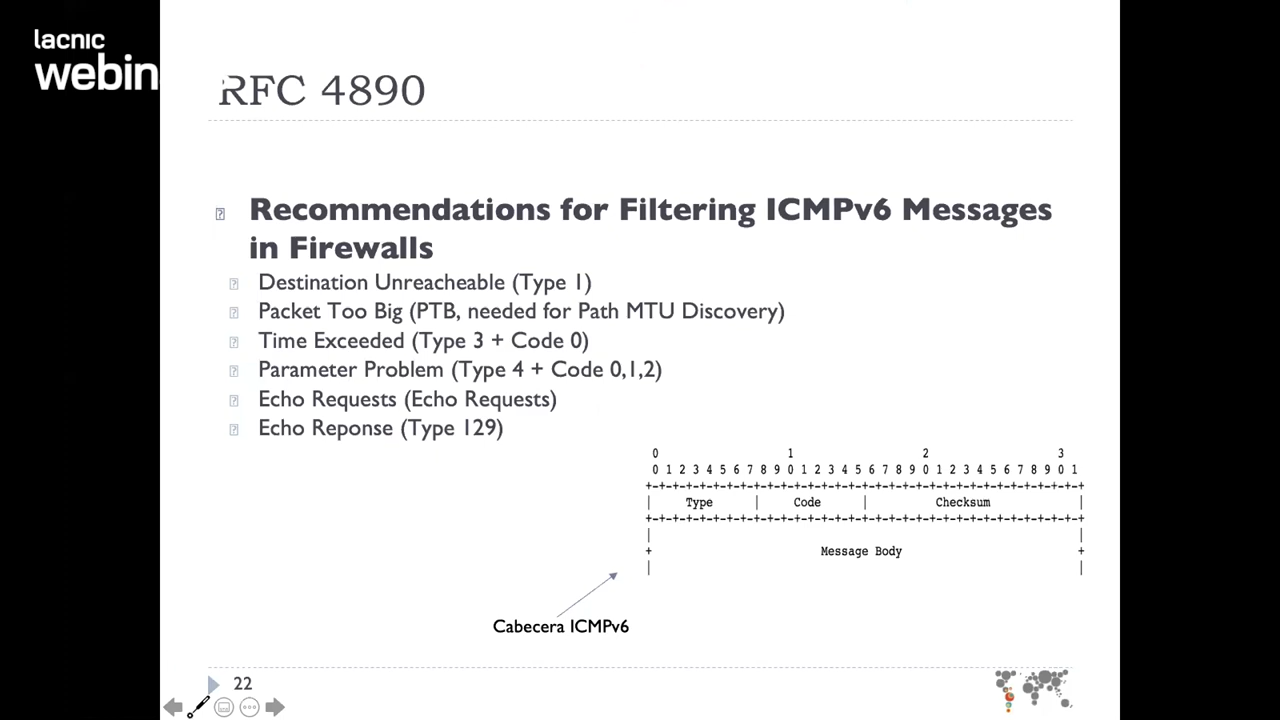 lacnic
webin
RFC 4890
Recommendations for Filtering ICMPv6 Messages
in Firewalls
Destination Unreacheable (Type 1)
Packet Too Big (PTB, needed for Path MTU Discovery)
Time Exceeded (Type 3 + Code 0)
Parameter Problem (Type 4 + Code 0,1,2)
Echo Requests (Echo Requests)
Echo Reponse (Type 129)
0 1 2 3
0 1 2 3 4 5 6 7 8 9 0 1 2 3 4 5 6 7 8 9 0 1 2 3 4 5 6 7 8 9 0 1
+-+-+-+-+-+-+-+-+-+-+-+-+-+-+-+-+-+-+-+-+-+-+-+-+-+-+-+-+-+-+-+-+
| Type | Code | Checksum |
+-+-+-+-+-+-+-+-+-+-+-+-+-+-+-+-+-+-+-+-+-+-+-+-+-+-+-+-+-+-+-+-+
| |
+ Message Body +
| |
Cabecera ICMPv6
22